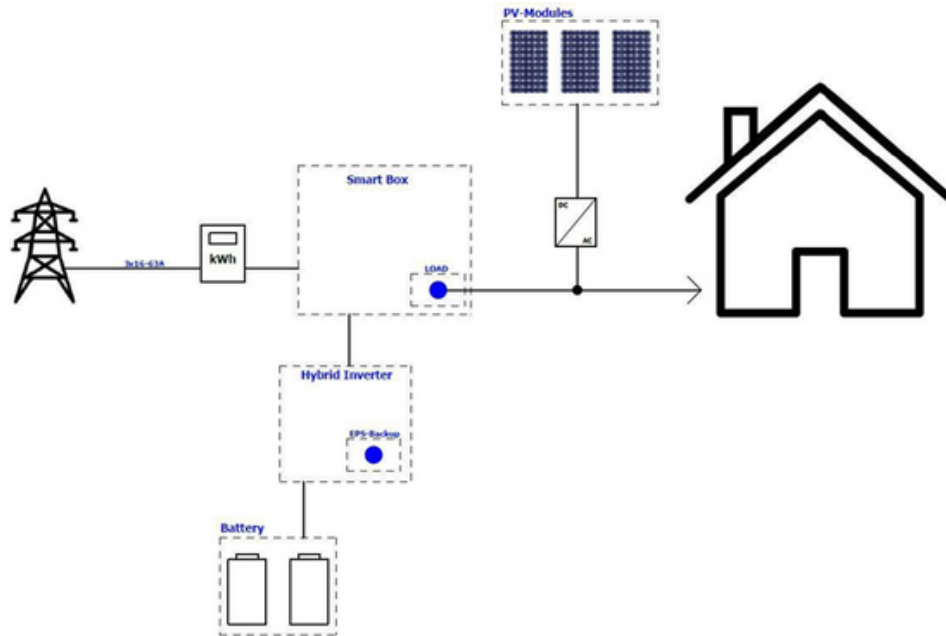 PV-Modules
Smart Box
DC
AC
3x16-63A
kWh
LOAD
Hybrid Inverter
EPS-Backup
Battery